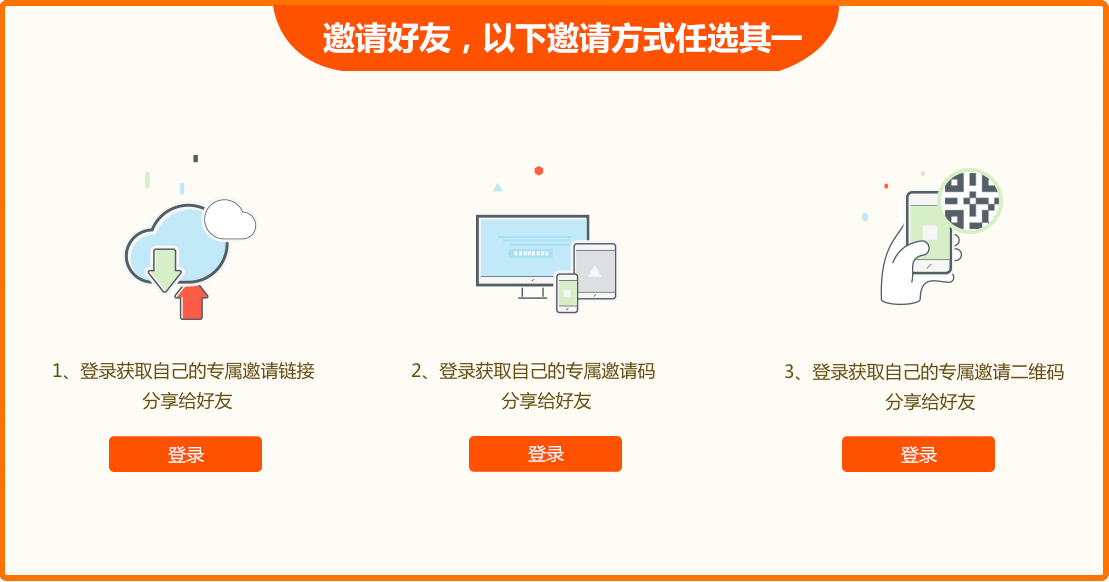 邀请好友，以下邀请方式任选其一
1、登录获取自己的专属邀请链接
分享给好友
登录
2、登录获取自己的专属邀请码
分享给好友
登录
3、登录获取自己的专属邀请二维码
分享给好友
登录